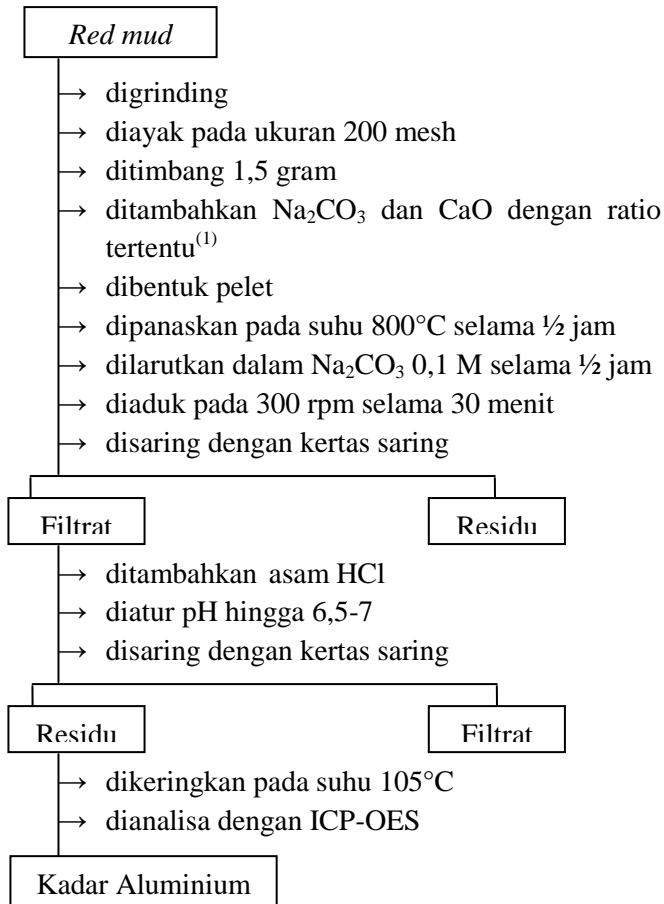 Red mud
→ digrinding
→ diayak pada ukuran 200 mesh
→ ditimbang 1,5 gram
→ ditambahkan Na₂CO₃ dan CaO dengan ratio
tertentu⁽¹⁾
→ dibentuk pelet
→ dipanaskan pada suhu 800°C selama ½ jam
→ dilarutkan dalam Na₂CO₃ 0,1 M selama ½ jam
→ diaduk pada 300 rpm selama 30 menit
→ disaring dengan kertas saring
Filtrat Residu
→ ditambahkan asam HCl
→ diatur pH hingga 6,5-7
→ disaring dengan kertas saring
Residu Filtrat
→ dikeringkan pada suhu 105°C
→ dianalisa dengan ICP-OES
Kadar Aluminium